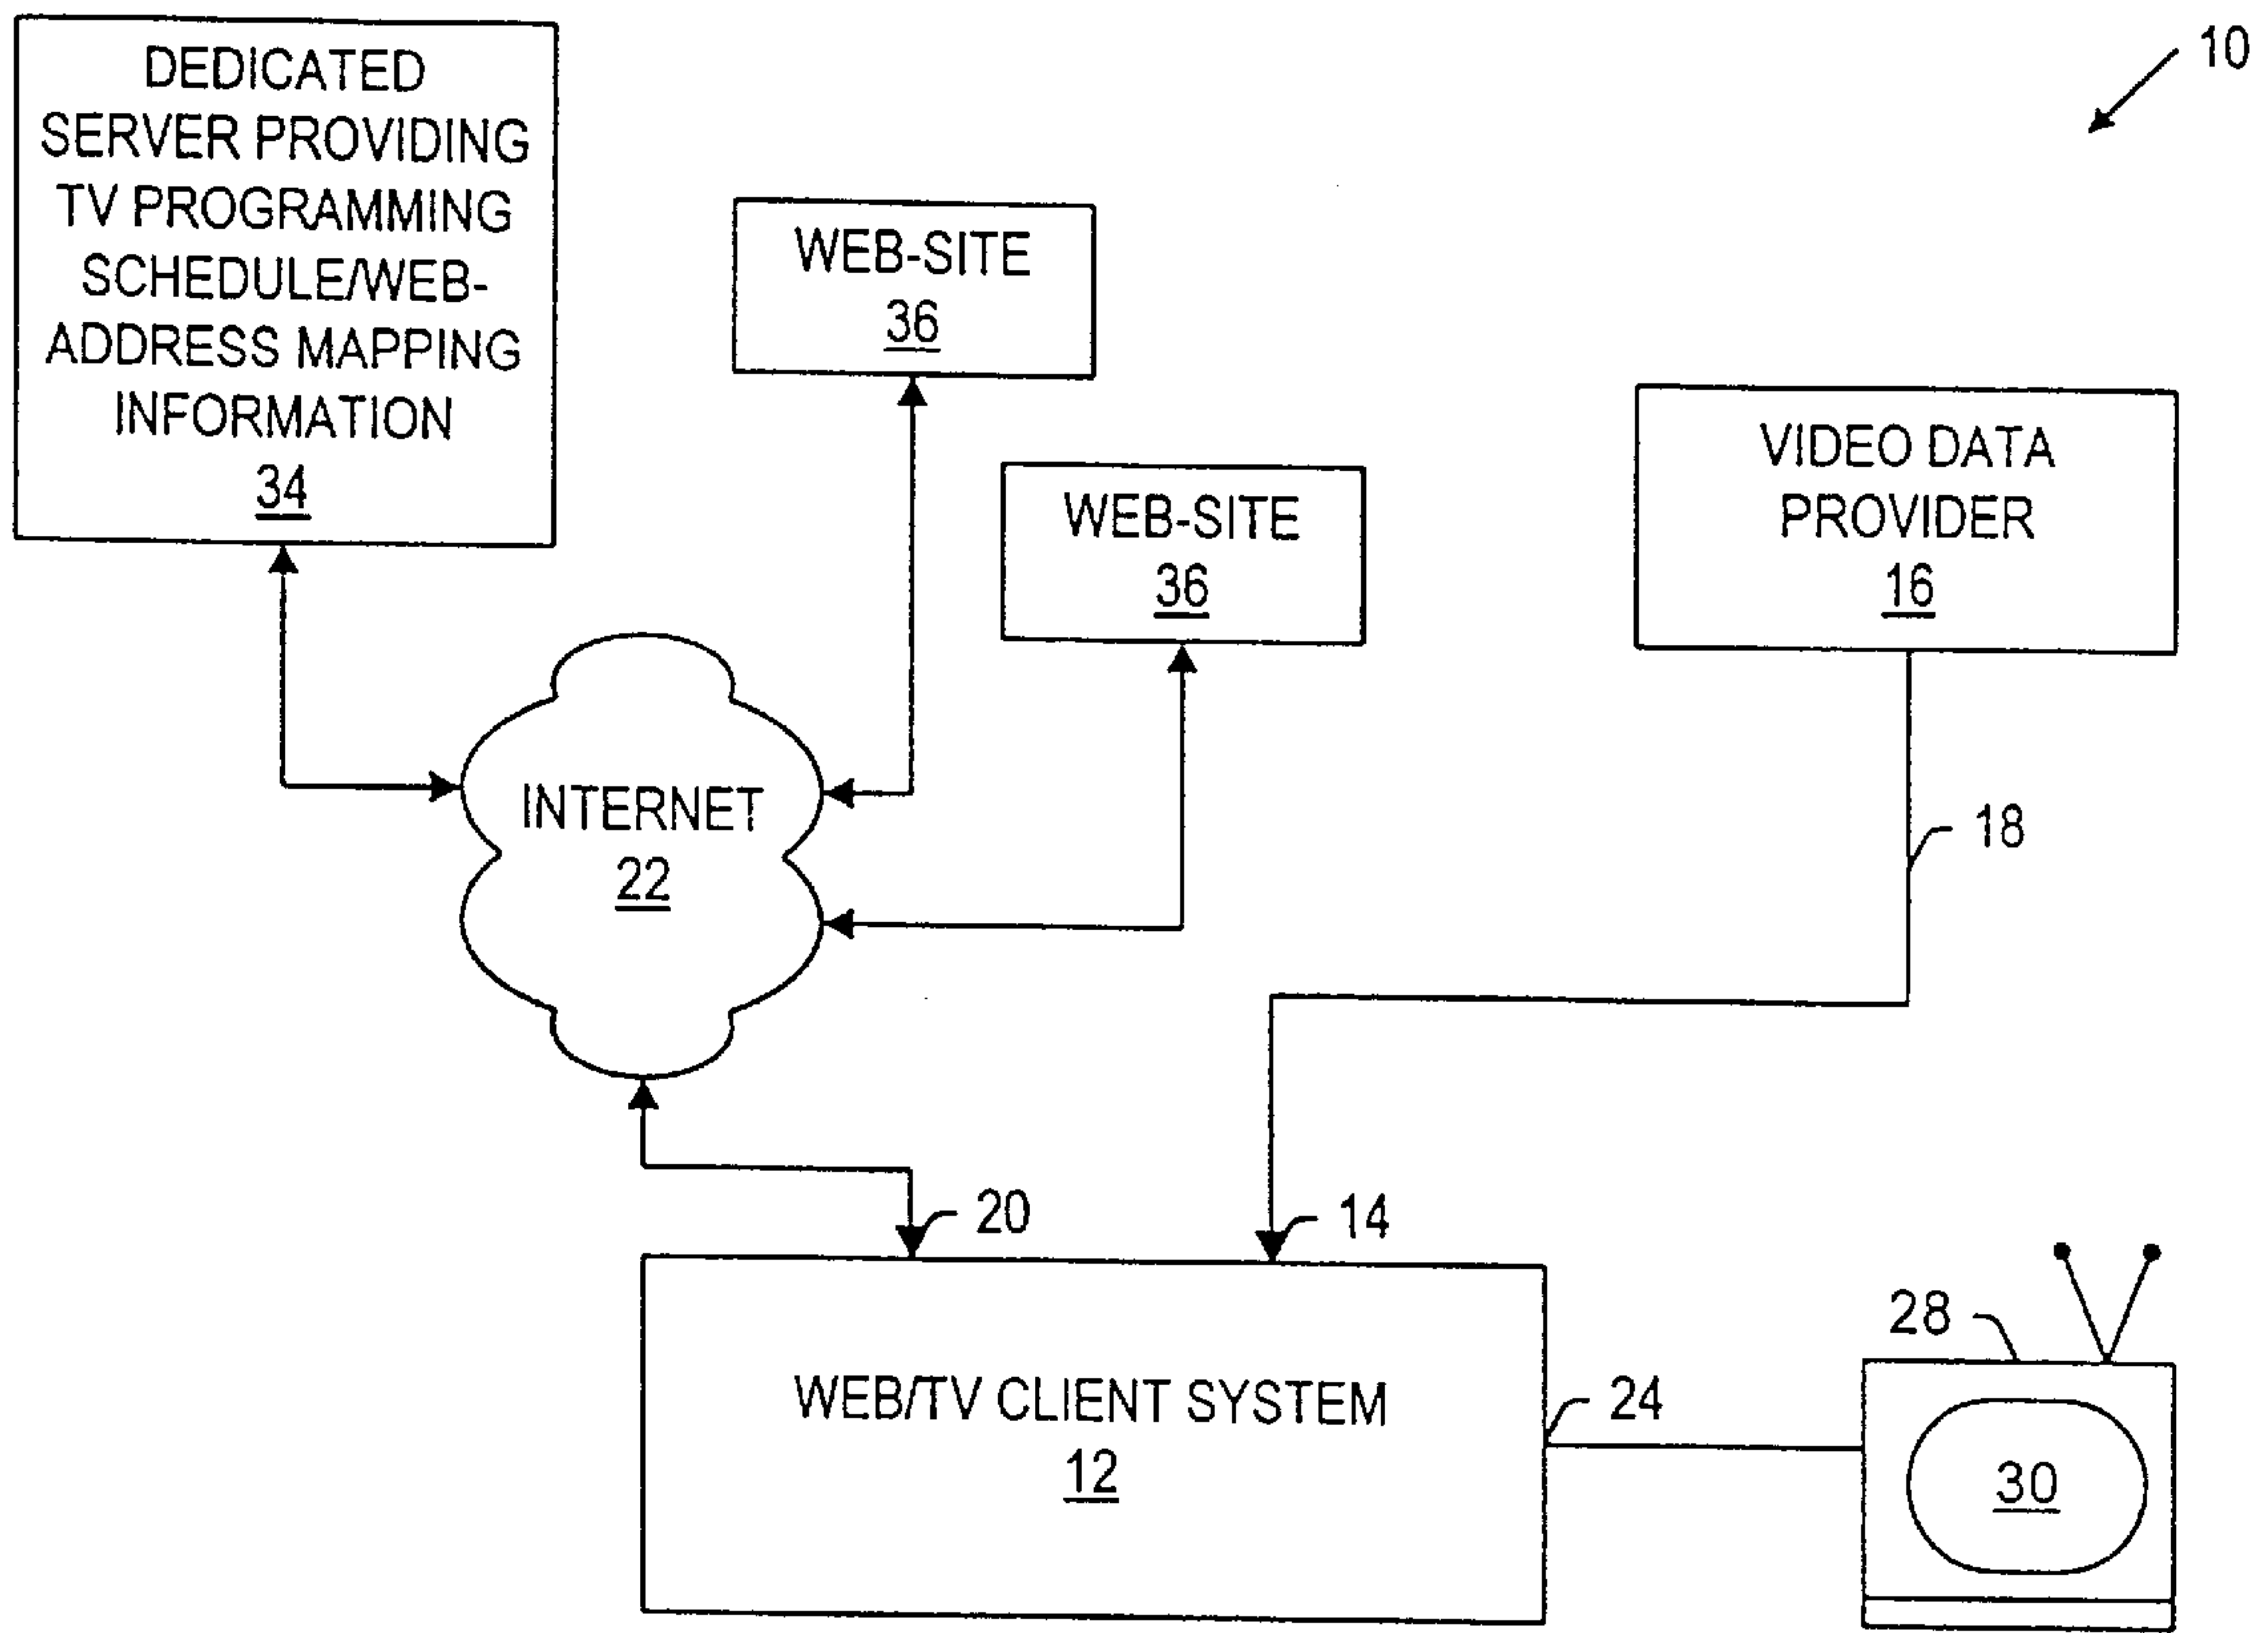 10
DEDICATED
SERVER PROVIDING
TV PROGRAMMING
SCHEDULE/WEB-
ADDRESS MAPPING
INFORMATION
34
WEB-SITE
36
WEB-SITE
36
VIDEO DATA
PROVIDER
16
INTERNET
22
18
20
14
WEB/TV CLIENT SYSTEM
12
24
28
30